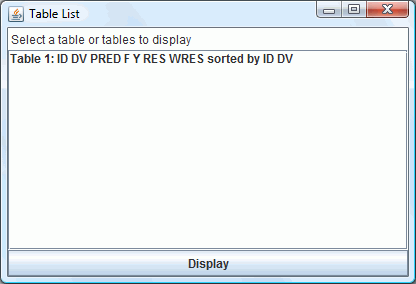 Table List
Select a table or tables to display
Table 1: ID DV PRED F Y RES WRES sorted by ID DV
Display